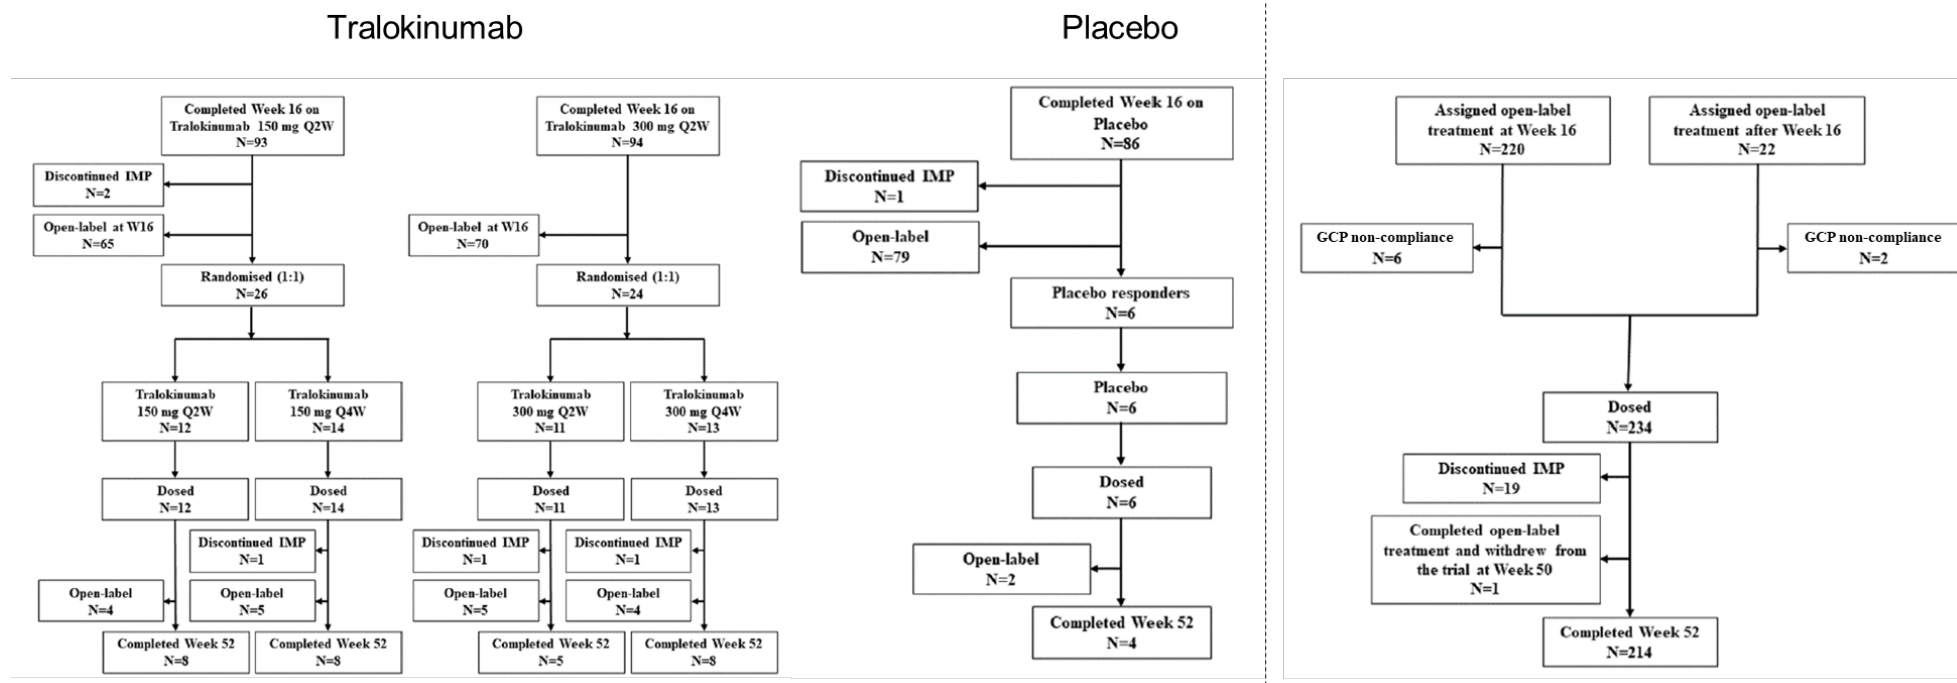 Tralokinumab
Placebo
Completed Week 16 on
Tralokinumab 150 mg Q2W
N=93
Discontinued IMP
N=2
Open-label at W16
N=65
Randomised (1:1)
N=26
Tralokinumab
150 mg Q2W
N=12
Tralokinumab
150 mg Q4W
N=14
Dosed
N=12
Dosed
N=14
Discontinued IMP
N=1
Open-label
N=4
Open-label
N=5
Completed Week 52
N=8
Completed Week 52
N=8
Completed Week 16 on
Tralokinumab 300 mg Q2W
N=94
Open-label at W16
N=70
Randomised (1:1)
N=24
Tralokinumab
300 mg Q2W
N=11
Tralokinumab
300 mg Q4W
N=13
Dosed
N=11
Dosed
N=13
Discontinued IMP
N=1
Discontinued IMP
N=1
Open-label
N=5
Open-label
N=4
Completed Week 52
N=5
Completed Week 52
N=8
Completed Week 16 on
Placebo
N=86
Discontinued IMP
N=1
Open-label
N=79
Placebo responders
N=6
Placebo
N=6
Dosed
N=6
Open-label
N=2
Completed Week 52
N=4
Assigned open-label
treatment at Week 16
N=220
Assigned open-label
treatment after Week 16
N=22
GCP non-compliance
N=6
GCP non-compliance
N=2
Dosed
N=234
Discontinued IMP
N=19
Completed open-label
treatment and withdrew from
the trial at Week 50
N=1
Completed Week 52
N=214